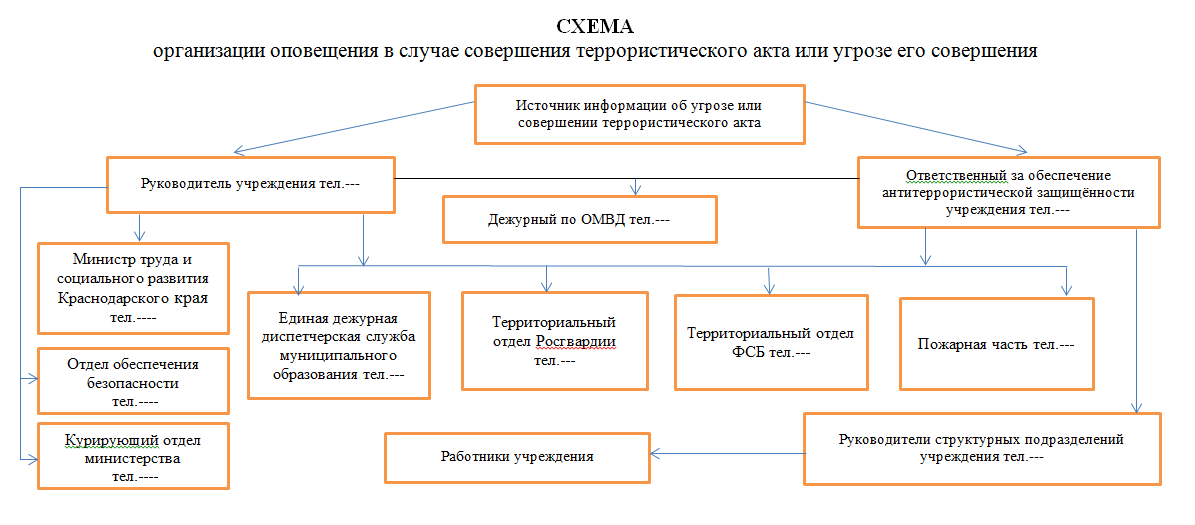 СХЕМА
организации оповещения в случае совершения террористического акта или угрозе его совершения
Источник информации об угрозе или
совершении террористического акта
Руководитель учреждения тел.---
Ответственный за обеспечение
антитеррористической защищённости
учреждения тел.---
Дежурный по ОМВД тел.---
Министр труда и
социального развития
Краснодарского края
тел.----
Единая дежурная
диспетчерская служба
муниципального
образования тел.---
Территориальный
отдел Росгвардии
тел.---
Территориальный отдел
ФСБ тел.---
Пожарная часть тел.---
Отдел обеспечения
безопасности
тел.----
Курирующий отдел
министерства
тел.----
Работники учреждения
Руководители структурных подразделений
учреждения тел.---